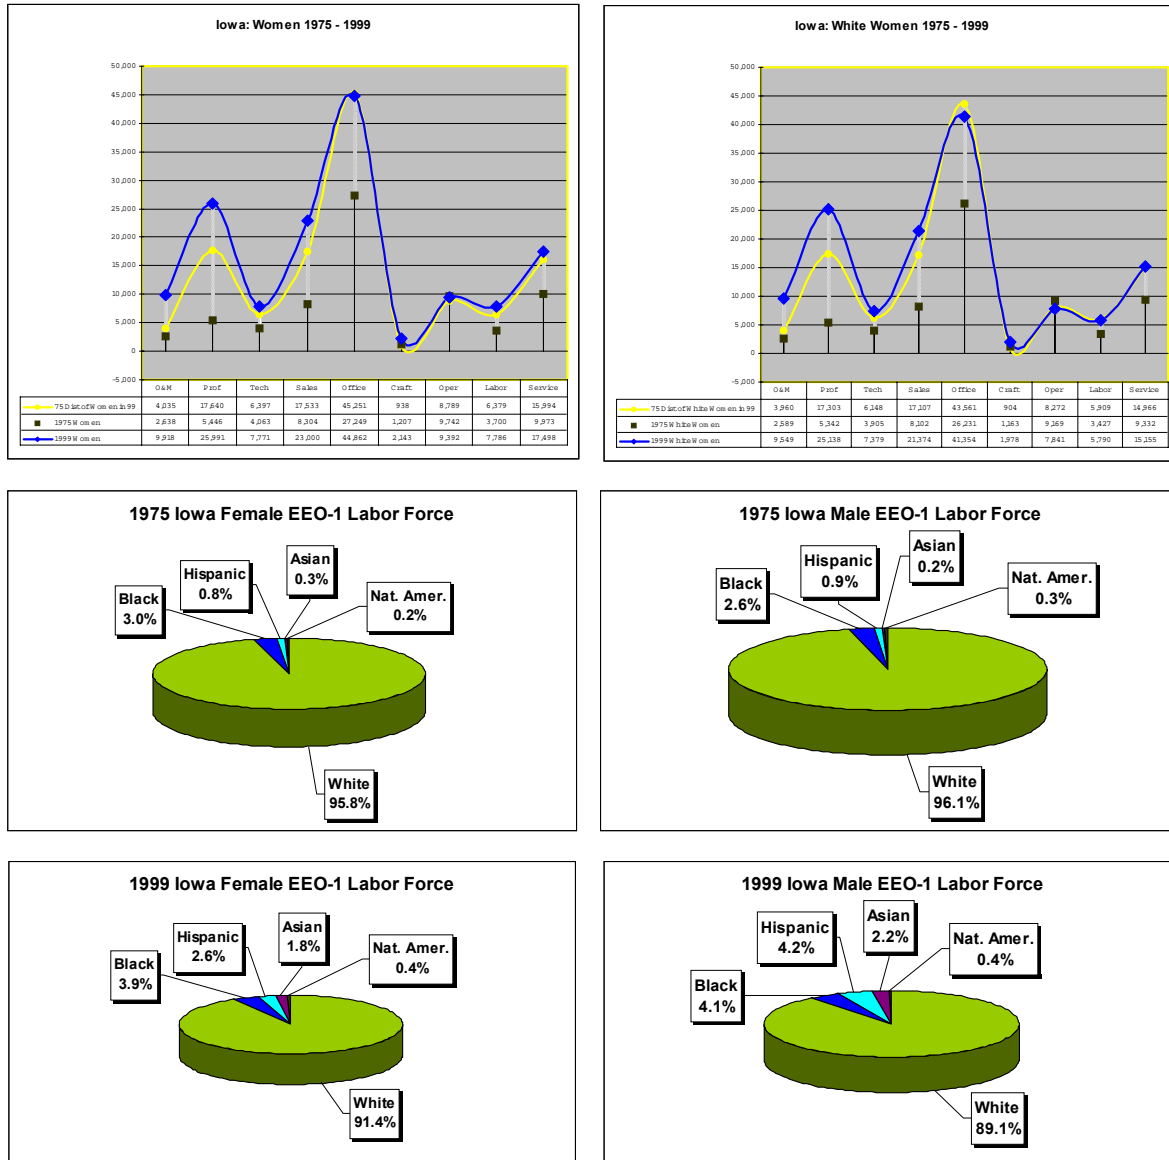 Iowa: Women 1975 - 1999
50,000
45,000
40,000
35,000
30,000
25,000
20,000
15,000
10,000
5,000
0
-5,000
O&M Prof Tech Sales Office Craft Oper Labor Service
75 Dist of Women in 99 4,035 17,640 6,397 17,533 45,251 938 8,789 6,379 15,994
1975 Women 2,638 5,446 4,063 8,304 27,249 1,207 9,742 3,700 9,973
1999 Women 9,918 25,991 7,771 23,000 44,862 2,143 9,392 7,786 17,498
Iowa: White Women 1975 - 1999
50,000
45,000
40,000
35,000
30,000
25,000
20,000
15,000
10,000
5,000
0
-5,000
O&M Prof Tech Sales Office Craft Oper Labor Service
75 Dist of White Women in 99 3,960 17,303 6,148 17,107 43,561 904 8,272 5,909 14,966
1975 White Women 2,589 5,342 3,905 8,102 26,231 1,163 9,169 3,427 9,332
1999 White Women 9,549 25,138 7,379 21,374 41,354 1,978 7,841 5,790 15,155
1975 Iowa Female EEO-1 Labor Force
Black
3.0%
Hispanic
0.8%
Asian
0.3%
Nat. Amer.
0.2%
White
95.8%
1975 Iowa Male EEO-1 Labor Force
Black
2.6%
Hispanic
0.9%
Asian
0.2%
Nat. Amer.
0.3%
White
96.1%
1999 Iowa Female EEO-1 Labor Force
Black
3.9%
Hispanic
2.6%
Asian
1.8%
Nat. Amer.
0.4%
White
91.4%
1999 Iowa Male EEO-1 Labor Force
Black
4.1%
Hispanic
4.2%
Asian
2.2%
Nat. Amer.
0.4%
White
89.1%